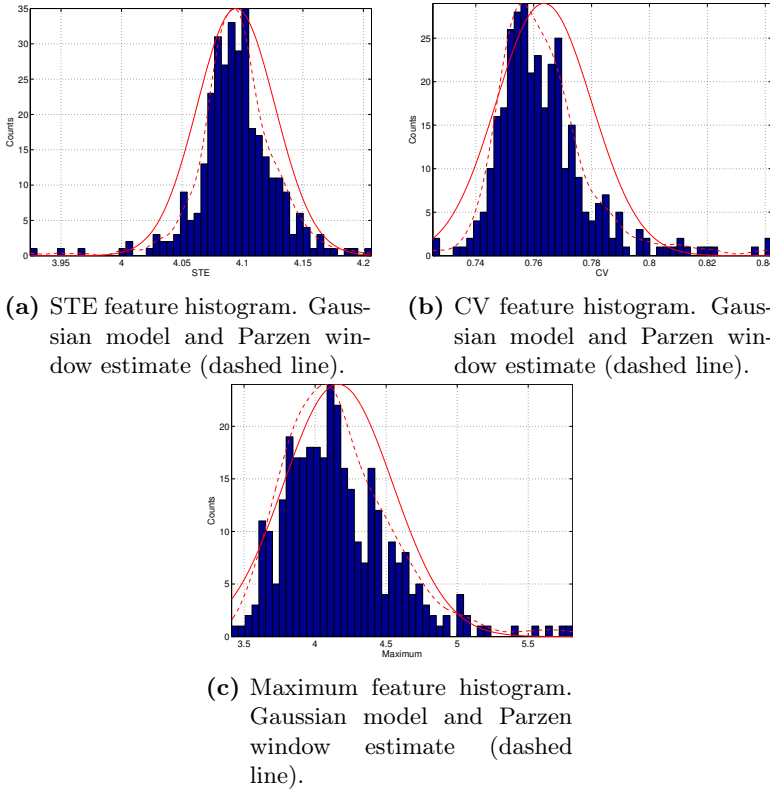 35
30
25
20
15
10
5
0
Counts
3.95
4
4.05
4.1
4.15
4.2
STE
25
20
15
10
5
0
Counts
0.74
0.76
0.78
0.8
0.82
0.84
CV
(a) STE feature histogram. Gaus-
sian model and Parzen win-
dow estimate (dashed line).
(b) CV feature histogram. Gaus-
sian model and Parzen win-
dow estimate (dashed line).
20
15
10
5
0
Counts
3.5
4
4.5
5
5.5
Maximum
(c) Maximum feature histogram.
Gaussian model and Parzen
window estimate (dashed
line).